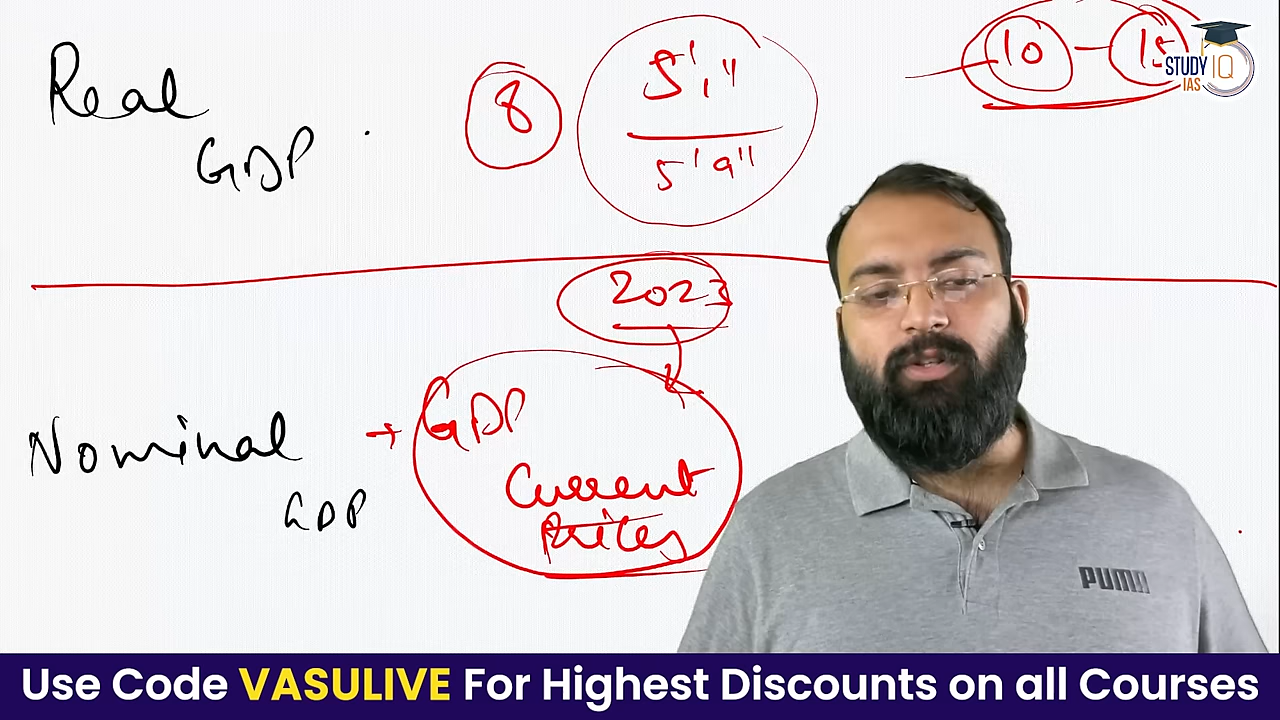 Real
GDP
8
5'1"
5'9"
10 - 15
STUDY IQ
IAS
2023
Nominal
GDP
→ GDP
Current
Prices
PUMA
Use Code VASULIVE For Highest Discounts on all Courses